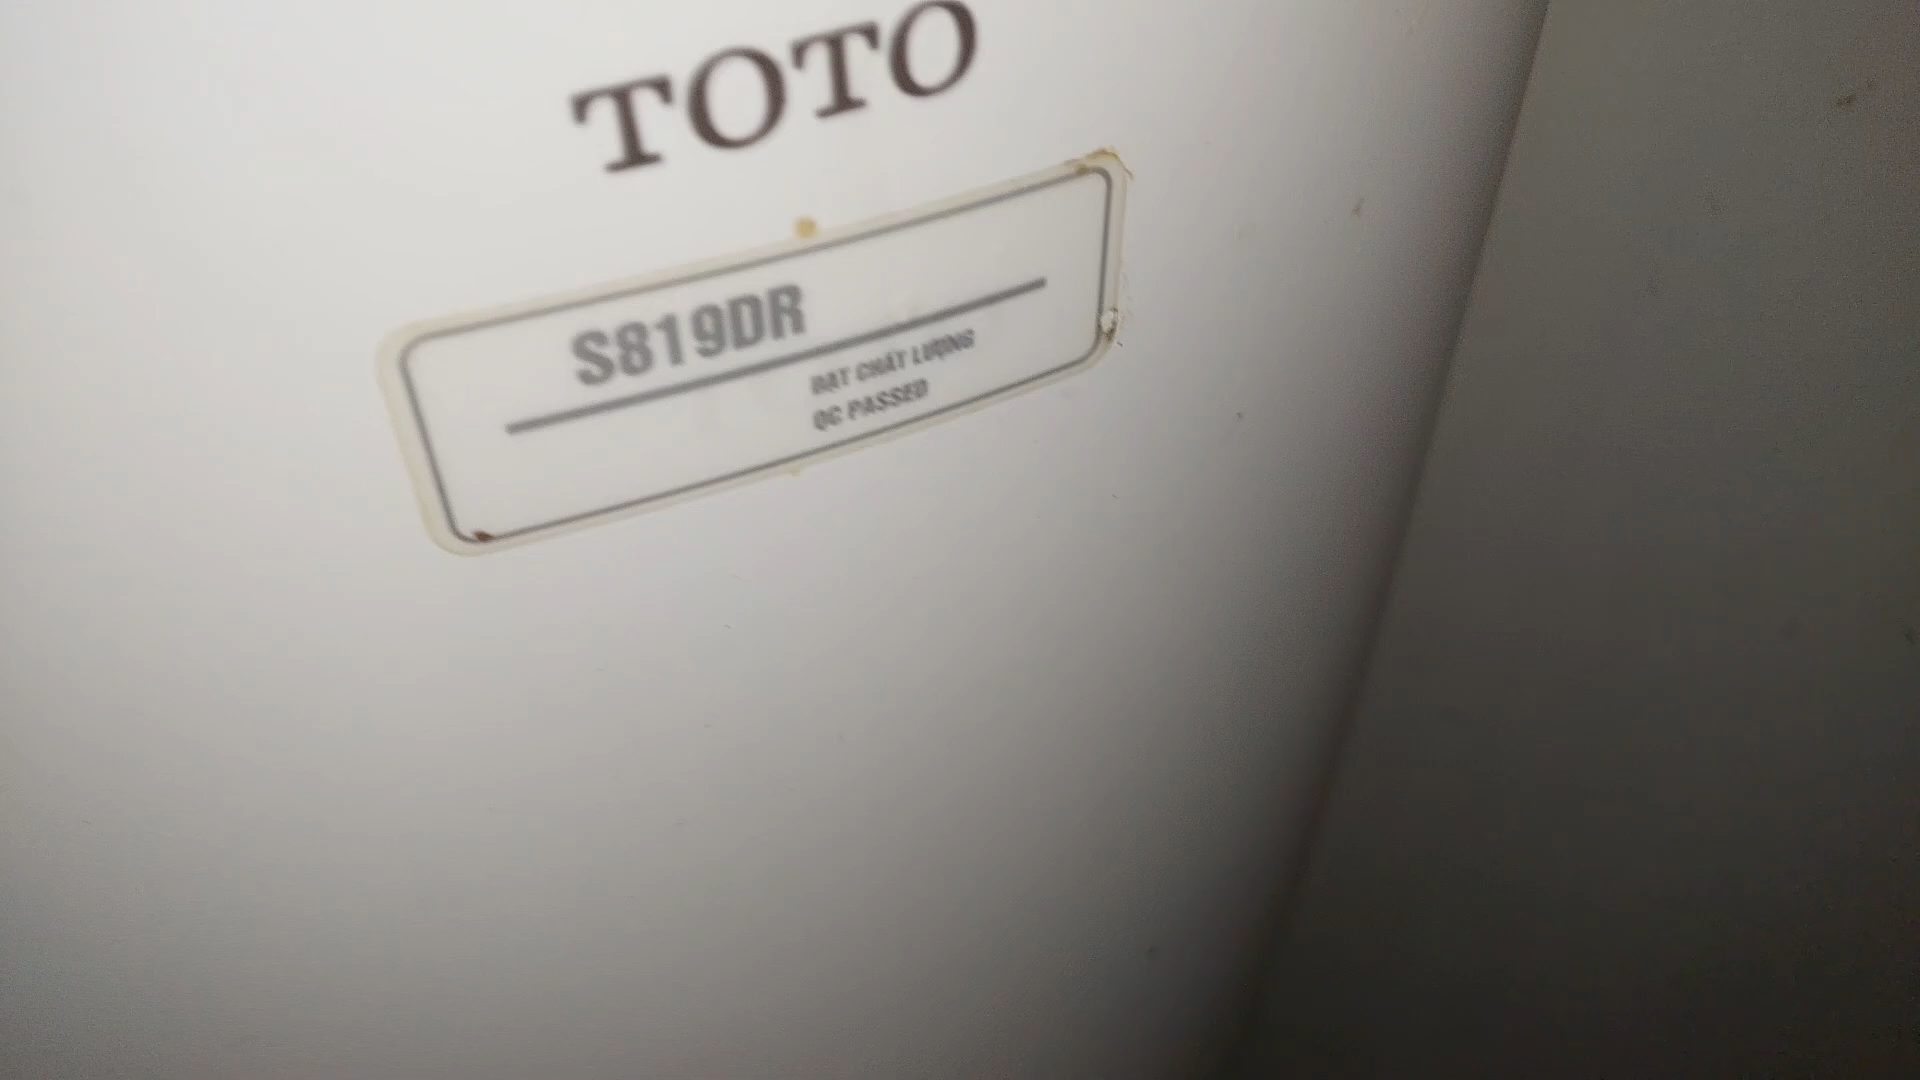 TOTO
S819DR
ĐẠT CHẤT LƯỢNG
QC PASSED